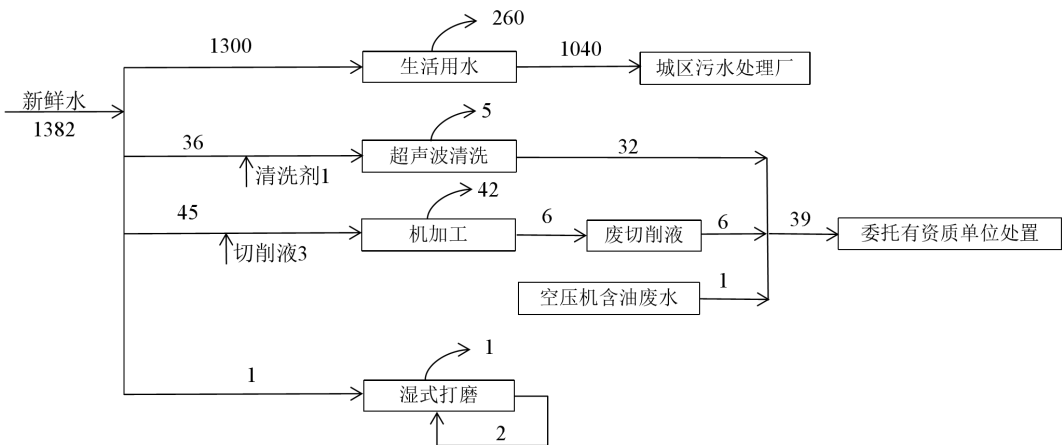 260
1300
生活用水
1040
城区污水处理厂
新鲜水
1382
5
36
超声波清洗
32
清洗剂1
42
45
机加工
6
废切削液
6
39
委托有资质单位处置
切削液3
空压机含油废水
1
1
1
湿式打磨
2